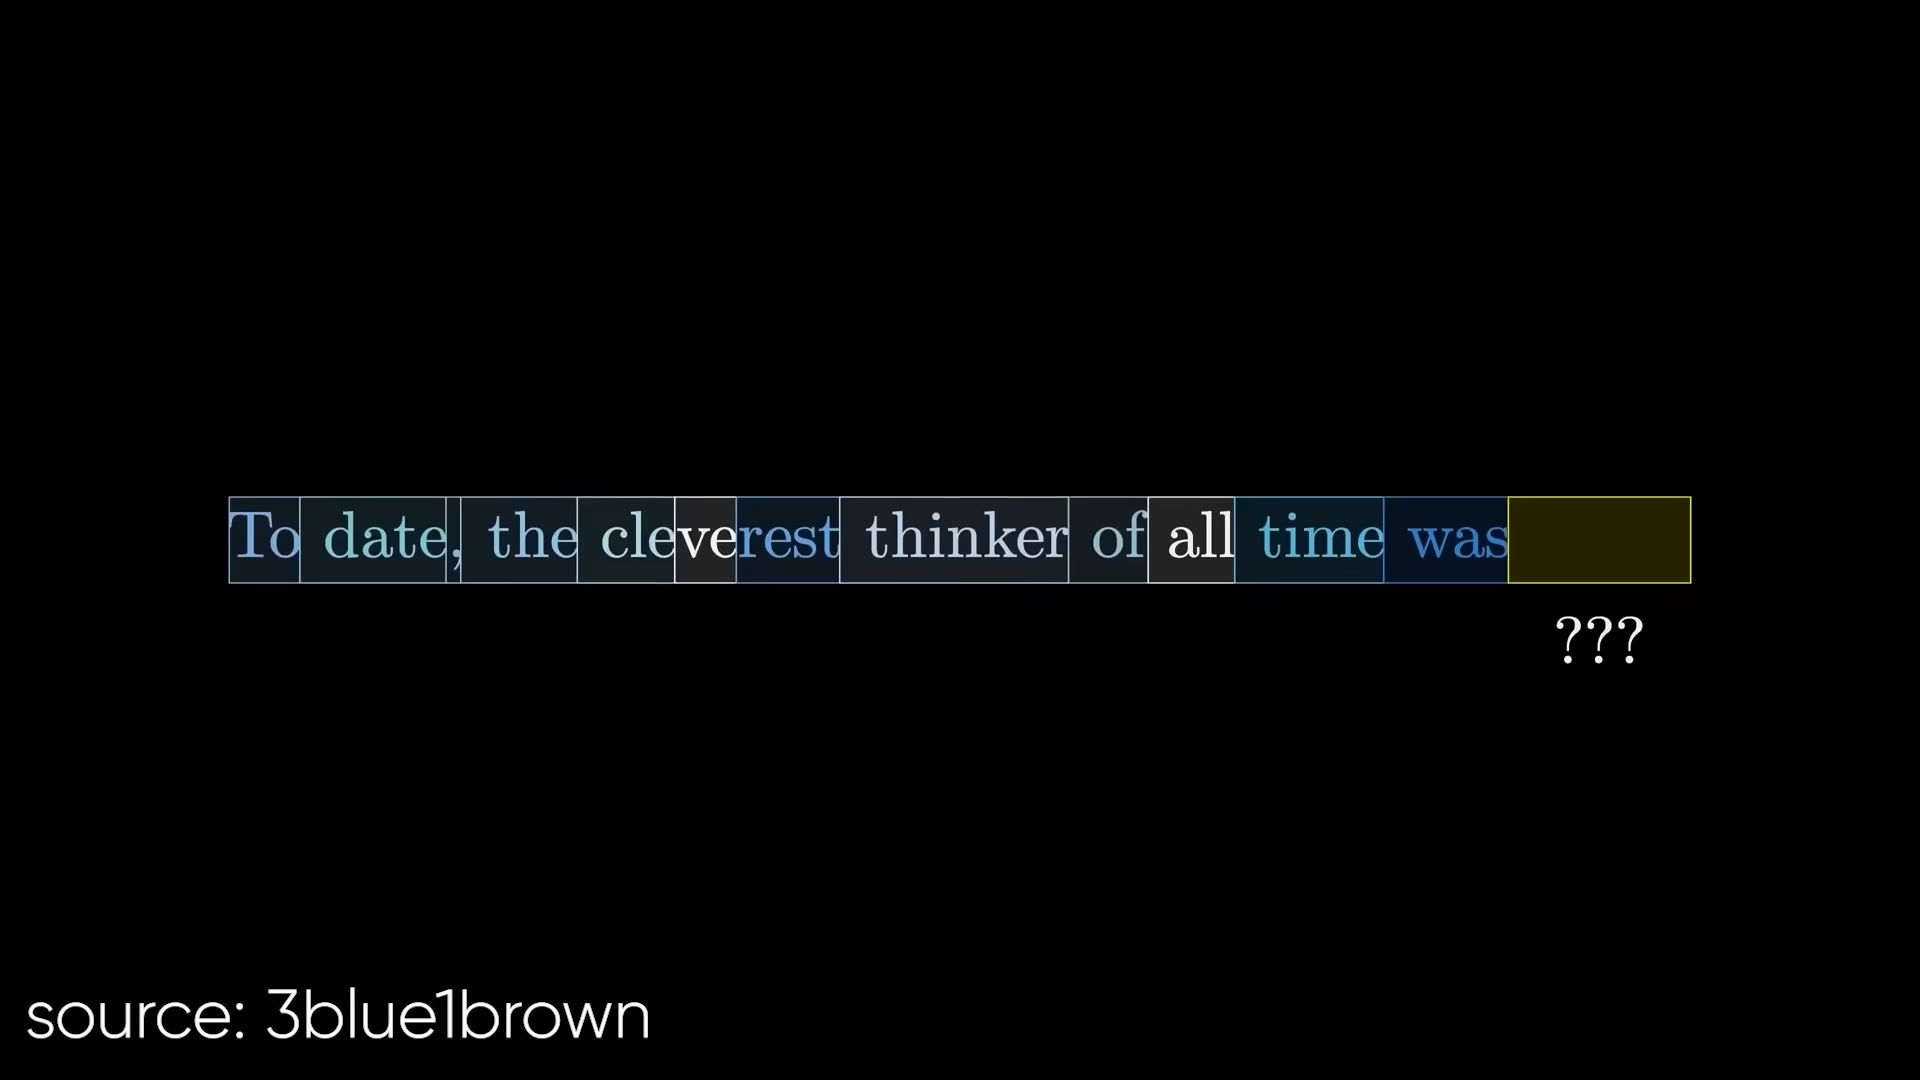 To date, the cleverest thinker of all time was
???
source: 3blue1brown